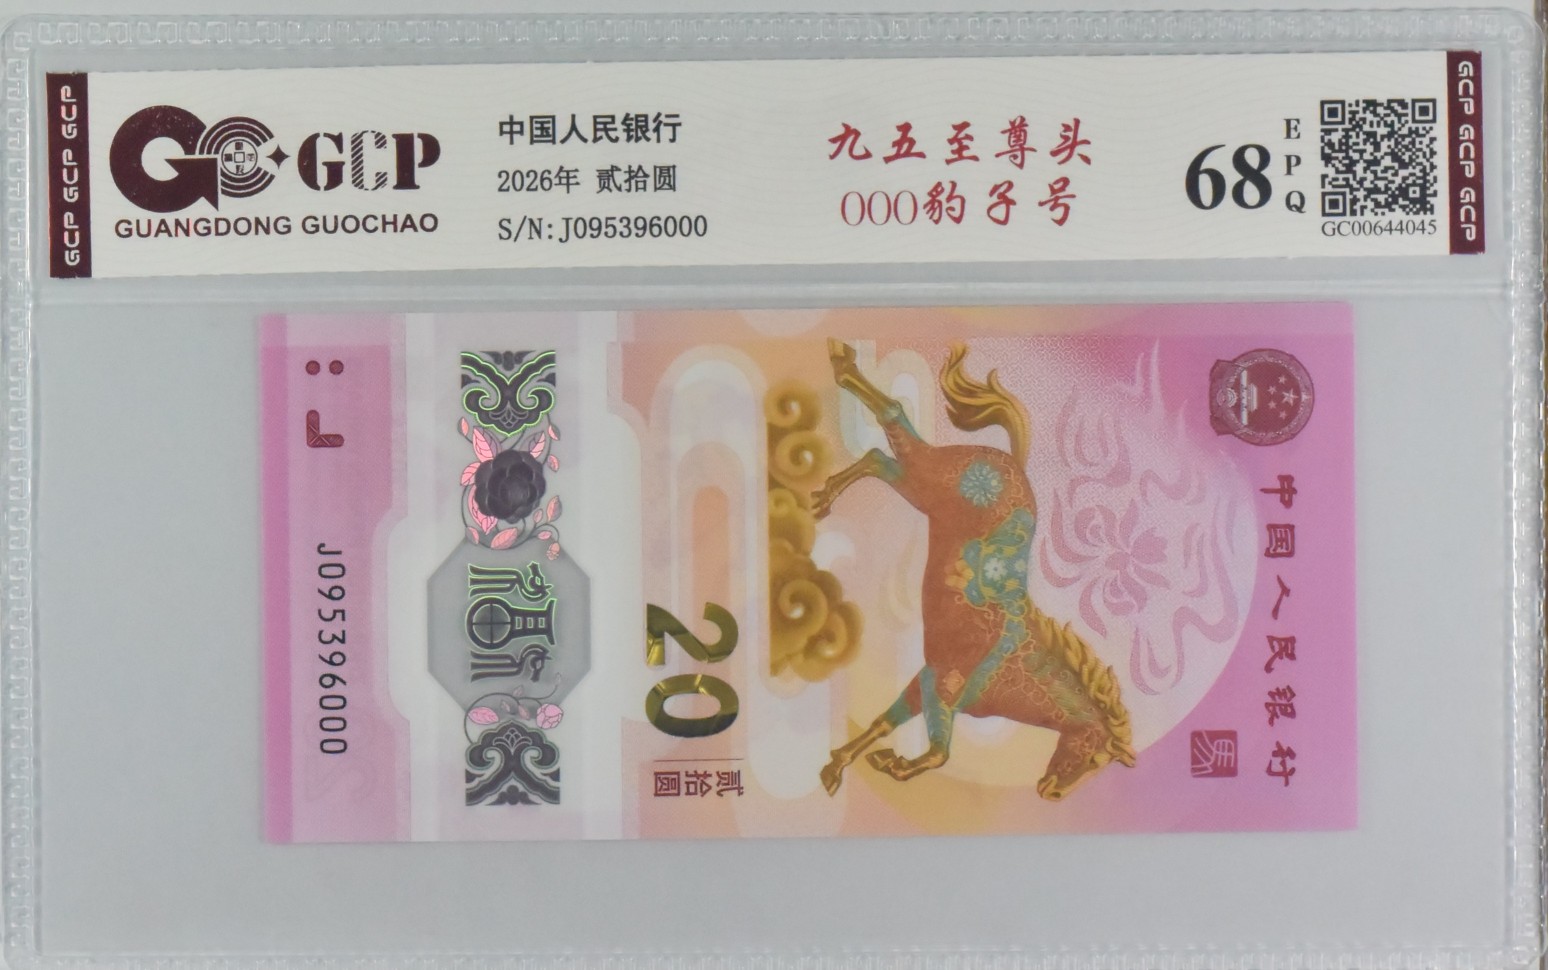 GCP GCP GCP
GCP
GUANGDONG GUOCHAO
中国人民银行
2026年 贰拾圆
S/N:J095396000
九五至尊头
000豹子号
68
EPQ
GC00644045
GCP GCP GCP
中国人民银行
20
贰拾圆
福
J095396000